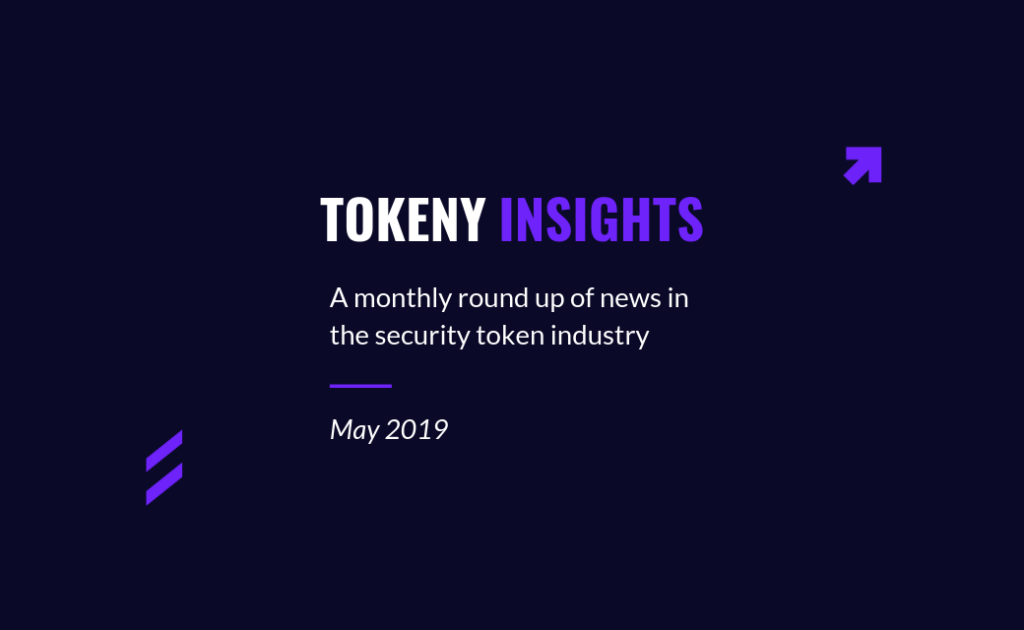 TOKENY INSIGHTS
A monthly round up of news in
the security token industry
May 2019